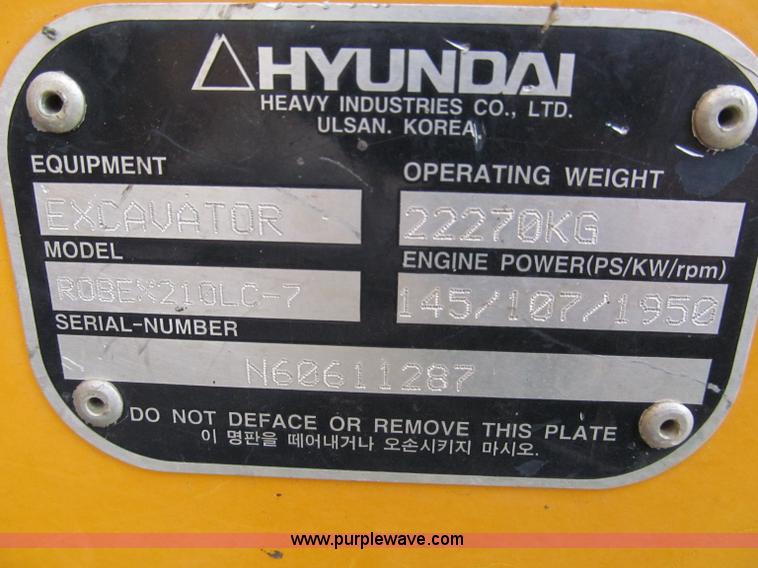 HYUNDAI
HEAVY INDUSTRIES CO., LTD.
ULSAN. KOREA
EQUIPMENT
EXCAVATOR
OPERATING WEIGHT
22270KG
MODEL
ROBEX210LC-7
ENGINE POWER(PS/KW/rpm)
145/107/1950
SERIAL-NUMBER
N60611287
DO NOT DEFACE OR REMOVE THIS PLATE
이 명판을 떼어내거나 오손시키지 마시오.
www.purplewave.com